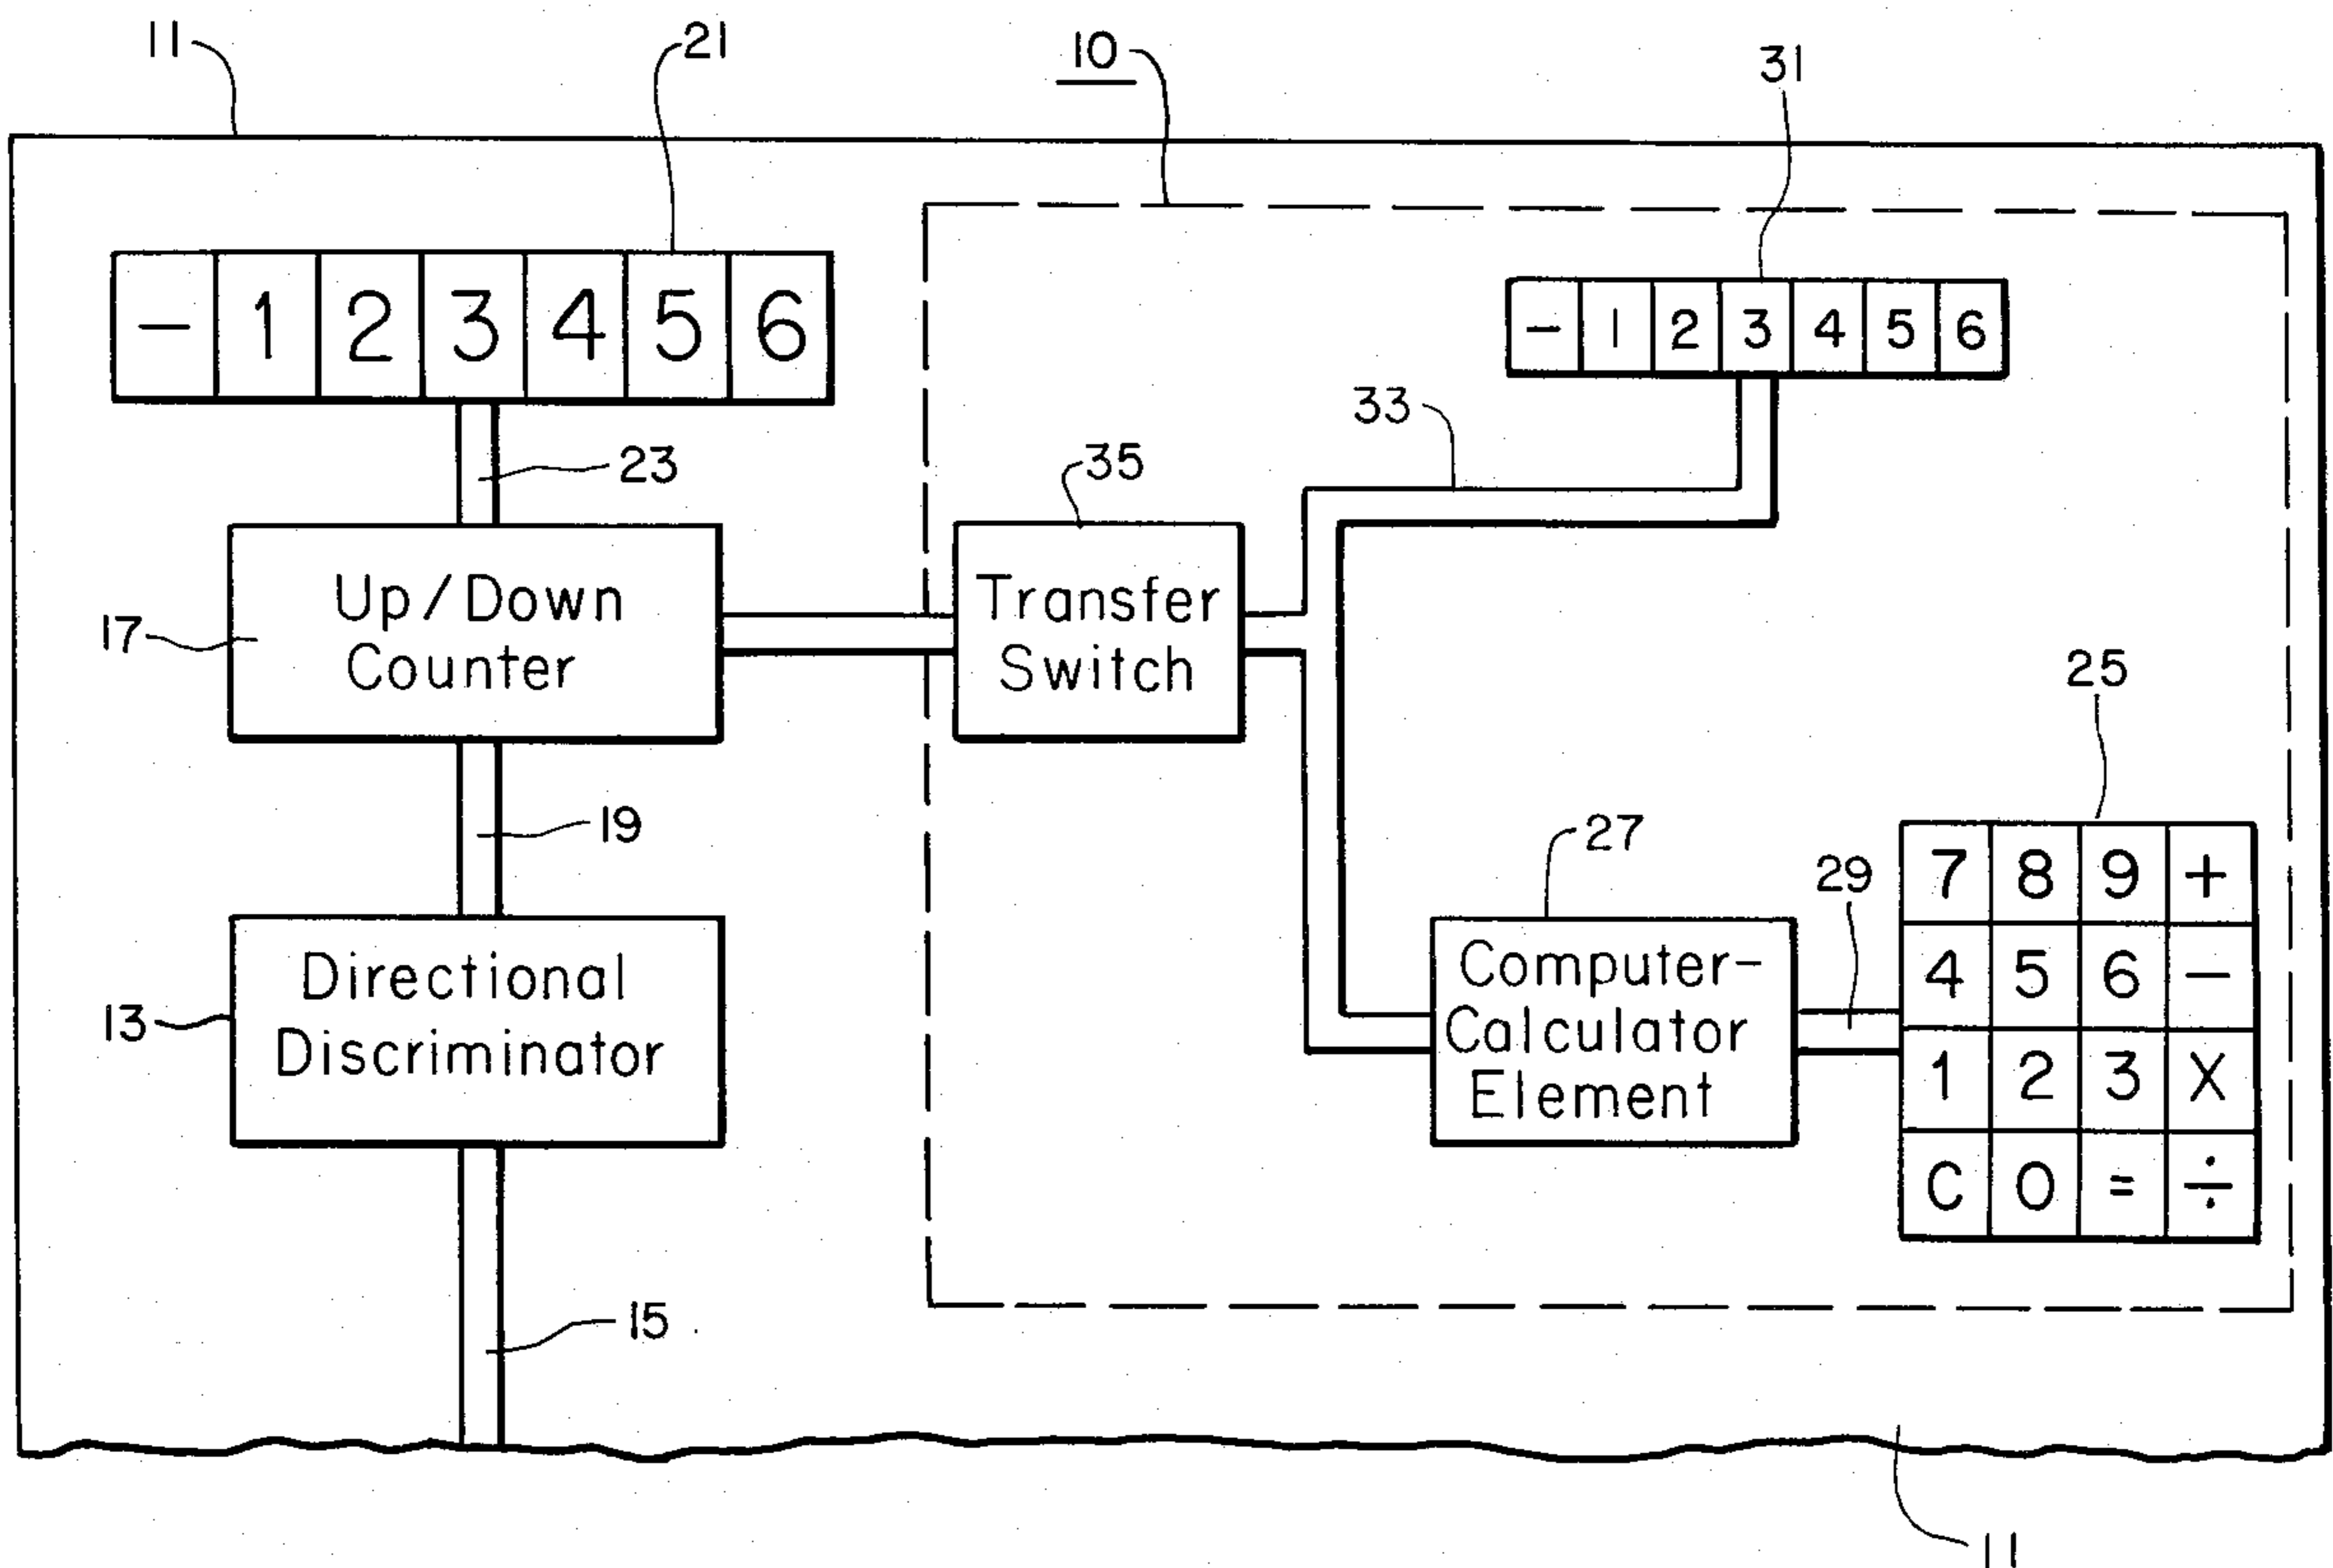 11
21
10
31
- 1 2 3 4 5 6
- 1 2 3 4 5 6
33
23
35
Up/Down
Counter
17
Transfer
Switch
25
19
27
29
7 8 9 +
4 5 6 -
1 2 3 X
C 0 = ÷
Directional
Discriminator
13
Computer-
Calculator
Element
15
11